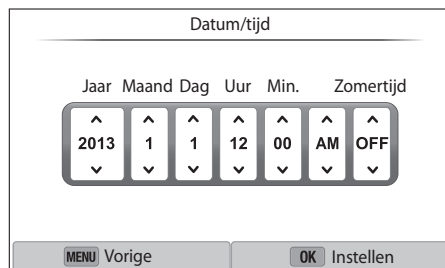 Datum/tijd
Jaar Maand Dag Uur Min. Zomertijd
2013 1 1 12 00 AM OFF
MENU Vorige OK Instellen